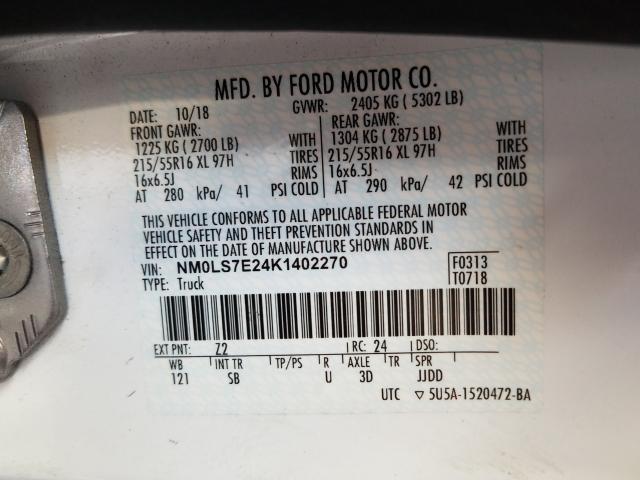 MFD. BY FORD MOTOR CO.
DATE: 10/18 GVWR: 2405 KG ( 5302 LB)
FRONT GAWR: REAR GAWR:
1225 KG ( 2700 LB) WITH 1304 KG ( 2875 LB) WITH
215/55R16 XL 97H TIRES 215/55R16 XL 97H TIRES
16x6.5J RIMS 16x6.5J RIMS
AT 280 kPa/ 41 PSI COLD AT 290 kPa/ 42 PSI COLD
THIS VEHICLE CONFORMS TO ALL APPLICABLE FEDERAL MOTOR
VEHICLE SAFETY AND THEFT PREVENTION STANDARDS IN
EFFECT ON THE DATE OF MANUFACTURE SHOWN ABOVE.
VIN: NM0LS7E24K1402270 F0313
TYPE: Truck T0718
EXT PNT: Z2 RC: 24 DSO:
WB INT TR TP/PS R AXLE TR SPR
121 SB U 3D JJDD
UTC ▽ 5U5A-1520472-BA